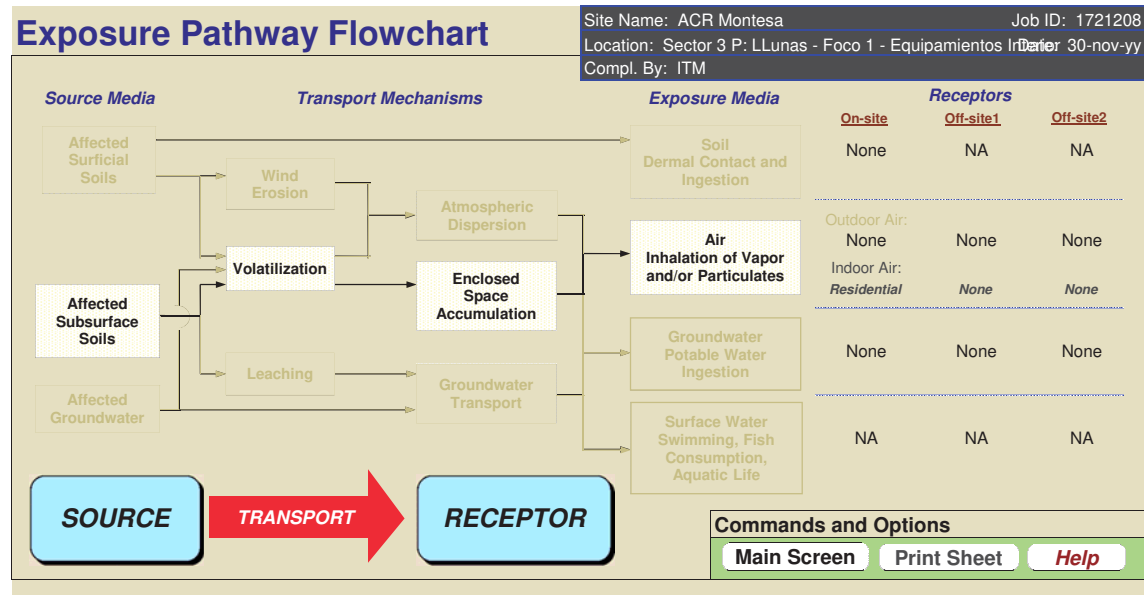 Exposure Pathway Flowchart
Site Name: ACR Montesa
Job ID: 1721208
Location: Sector 3 P: LLunas - Foco 1 - Equipamientos
30-nov-yy
Compl. By: ITM
Source Media
Transport Mechanisms
Exposure Media
Receptors
On-site
Off-site1
Off-site2
Affected
Surficial
Soils
Wind
Erosion
Atmospheric
Dispersion
Soil
Dermal Contact and
Ingestion
None
NA
NA
Volatilization
Enclosed
Space
Accumulation
Air
Inhalation of Vapor
and/or Particulates
Outdoor Air:
None
None
None
Indoor Air:
Residential
None
None
Affected
Subsurface
Soils
Leaching
Groundwater
Transport
Groundwater
Potable Water
Ingestion
None
None
None
Affected
Groundwater
Surface Water
Swimming, Fish
Consumption,
Aquatic Life
NA
NA
NA
SOURCE
TRANSPORT
RECEPTOR
Commands and Options
Main Screen
Print Sheet
Help